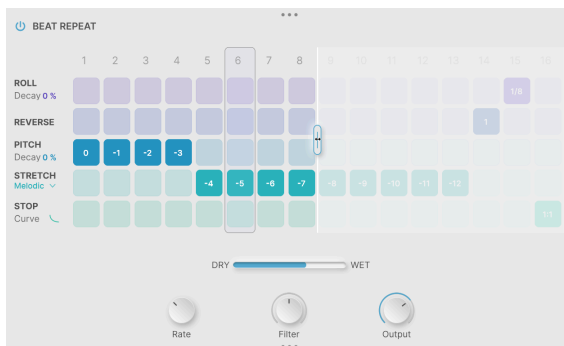 BEAT REPEAT
1 2 3 4 5 6 7 8 9 10 11 12 13 14 15 16
ROLL
Decay 0 % 1/8
REVERSE 1
PITCH
Decay 0 % 0 -1 -2 -3
STRETCH
Melodic -4 -5 -6 -7 -8 -9 -10 -11 -12
STOP
Curve 1:1
DRY WET
Rate Filter Output